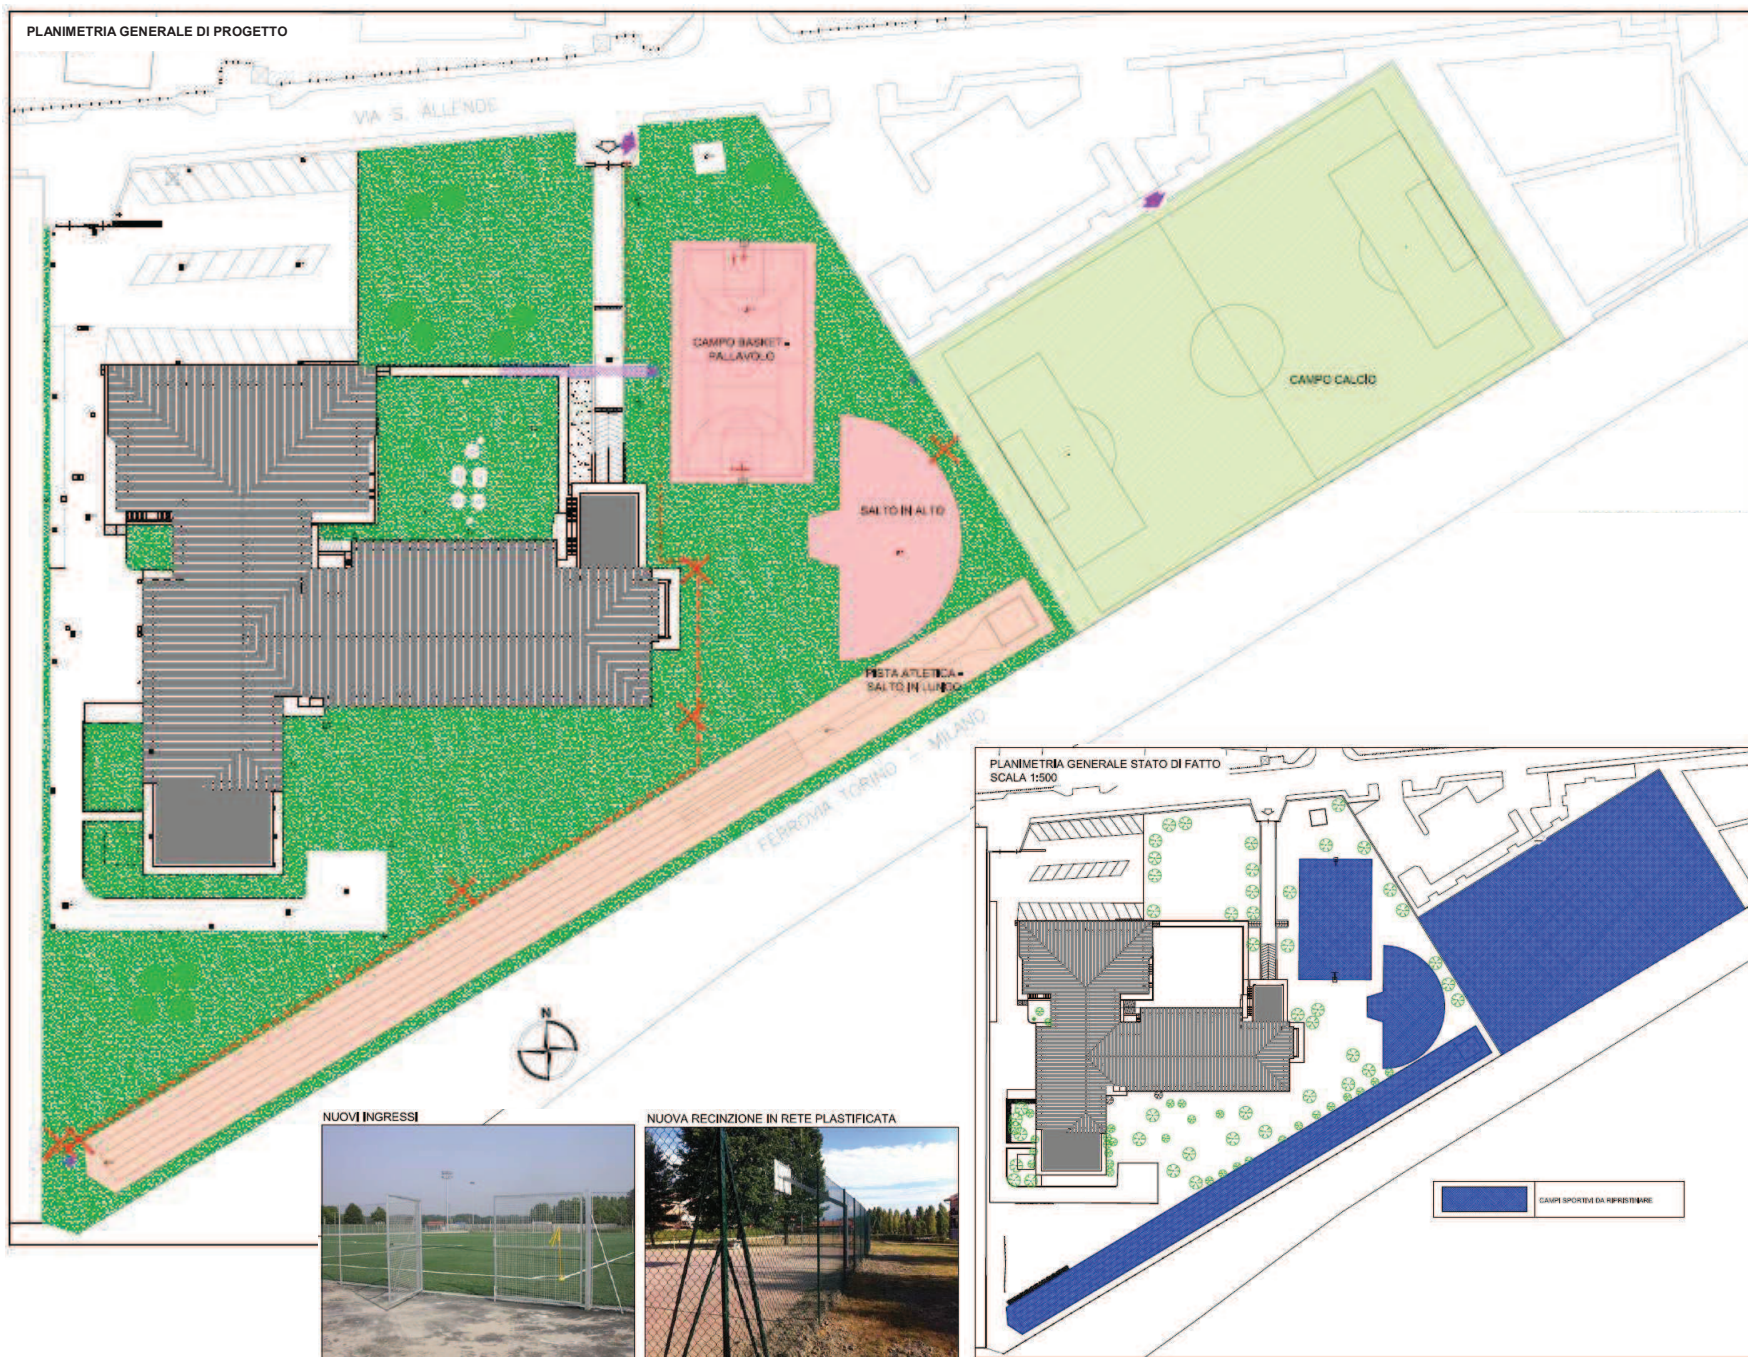 PLANIMETRIA GENERALE DI PROGETTO
VIA S. ALLENDE
CAMPO BASKET -
PALLAVOLO
CAMPO CALCIO
SALTO IN ALTO
PISTA ATLETICA -
SALTO IN LUNGO
FERROVIA TORINO - MILANO
N
PLANIMETRIA GENERALE STATO DI FATTO
SCALA 1:500
CAMPI SPORTIVI DA RIPRISTINARE
NUOVI INGRESSI
NUOVA RECINZIONE IN RETE PLASTIFICATA